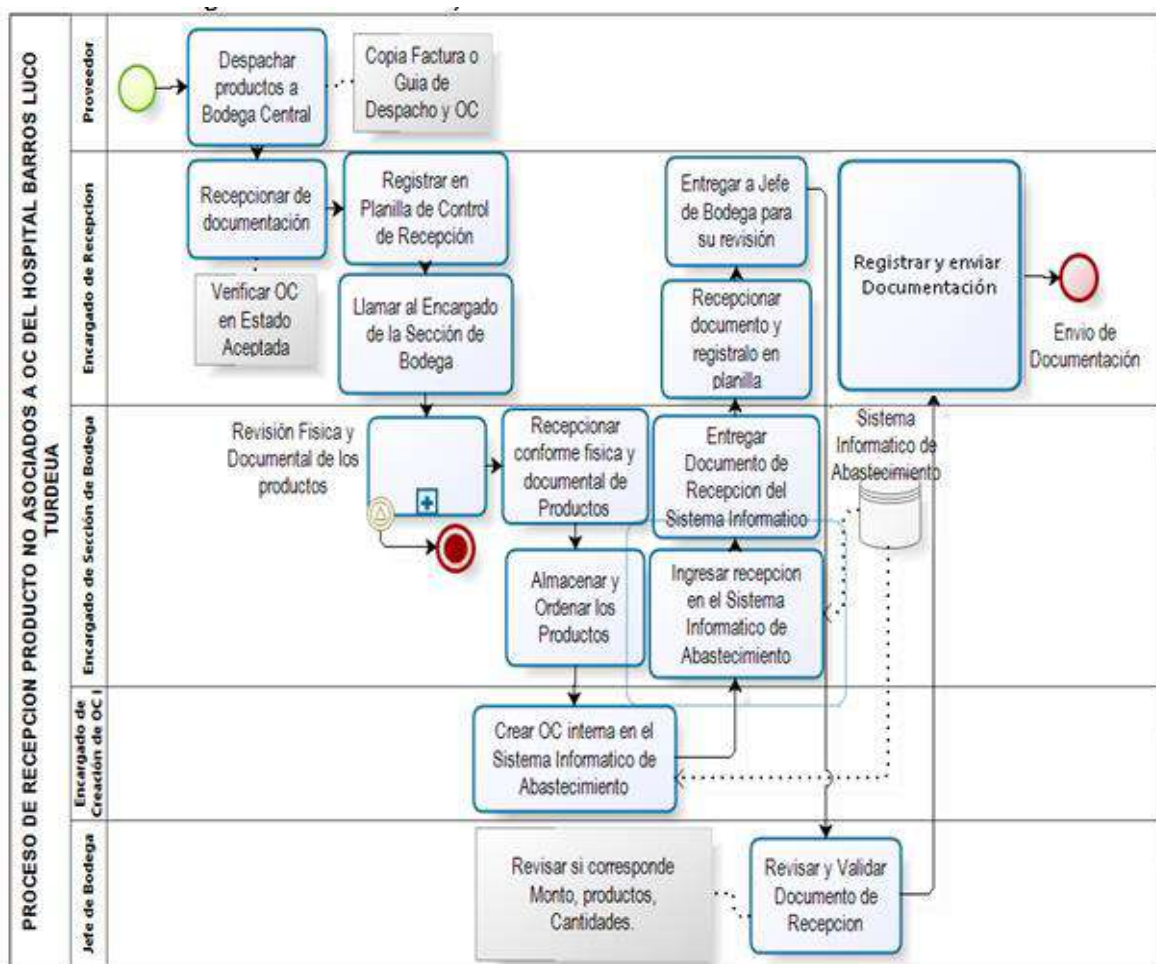 PROCESO DE RECEPCION PRODUCTO NO ASOCIADOS A OC DEL HOSPITAL BARROS LUCO
TURDEUA
Proveedor
Despachar
productos a
Bodega Central
Copia Factura o
Guia de
Despacho y OC
Encargado de Recepcion
Recepcionar de
documentación
Verificar OC
en Estado
Aceptada
Registrar en
Planilla de Control
de Recepción
Llamar al Encargado
de la Sección de
Bodega
Entregar a Jefe
de Bodega para
su revisión
Recepcionar
documento y
registralo en
planilla
Registrar y enviar
Documentación
Envio de
Documentación
Encargado de Sección de Bodega
Revisión Fisica y
Documental de los
productos
Recepcionar
conforme fisica y
documental de
Productos
Almacenar y
Ordenar los
Productos
Entregar
Documento de
Recepcion del
Sistema Informatico
Ingresar recepcion
en el Sistema
Informatico de
Abastecimiento
Sistema
Informatico de
Abastecimiento
Encargado de
Creación de OC I
Crear OC interna en el
Sistema Informatico de
Abastecimiento
Jefe de Bodega
Revisar si corresponde
Monto, productos,
Cantidades.
Revisar y Validar
Documento de
Recepcion